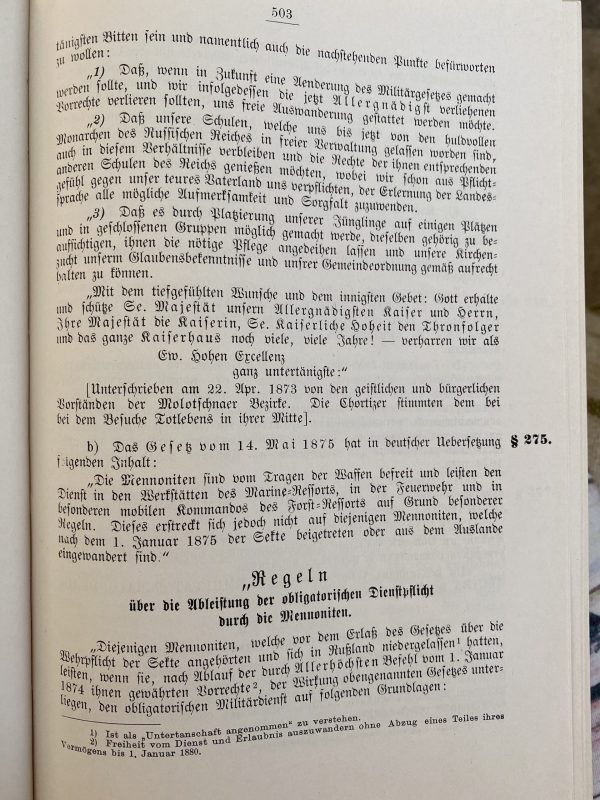 503
tänigsten Bitten sein und namentlich auch die nachstehenden Punkte befürworten
zu wollen:
„1) Daß, wenn in Zukunft eine Aenderung des Militärgesetzes gemacht
werden sollte, und wir infolgedessen die jetzt Allergnädigst verliehenen
Vorrechte verlieren sollten, uns freie Auswanderung gestattet werden möchte.
„2) Daß unsere Schulen, welche uns bis jetzt von den huldvollen
Monarchen des Russischen Reiches in freier Verwaltung gelassen worden sind,
auch in diesem Verhältnisse verbleiben und die Rechte der ihnen entsprechenden
anderen Schulen des Reichs genießen möchten, wobei wir schon aus Pflicht-
gefühl gegen unser teures Vaterland uns verpflichten, der Erlernung der Landes-
sprache alle mögliche Aufmerksamkeit und Sorgfalt zuzuwenden.
„3) Daß es durch Platzierung unserer Jünglinge auf einigen Plätzen
und in geschlossenen Gruppen möglich gemacht werde, dieselben gehörig zu be-
aufsichtigen, ihnen die nötige Pflege angedeihen lassen und unsere Kirchen-
zucht unserm Glaubensbekenntnisse und unsrer Gemeindeordnung gemäß aufrecht
halten zu können.
„Mit dem tiefgefühlten Wunsche und dem innigsten Gebet: Gott erhalte
und schütze Se. Majestät unsern Allergnädigsten Kaiser und Herrn,
Ihre Majestät die Kaiserin, Se. Kaiserliche Hoheit den Thronfolger
und das ganze Kaiserhaus noch viele, viele Jahre! — verharren wir als
Ew. Hohen Excellenz
ganz untertänigste:“
[Unterschrieben am 22. Apr. 1873 von den geistlichen und bürgerlichen
Vorständen der Molotschnaer Bezirke. Die Chortizer stimmten dem bei
bei dem Besuche Totlebens in ihrer Mitte].
b) Das Gesetz vom 14. Mai 1875 hat in deutscher Uebersetzung § 275.
folgenden Inhalt:
„Die Mennoniten sind vom Tragen der Waffen befreit und leisten den
Dienst in den Werkstätten des Marine-Ressorts, in der Feuerwehr und in
besonderen mobilen Kommandos des Forst-Ressorts auf Grund besonderer
Regeln. Dieses erstreckt sich jedoch nicht auf diejenigen Mennoniten, welche
nach dem 1. Januar 1875 der Sekte beigetreten oder aus dem Auslande
eingewandert sind.“
„Regeln
über die Ableistung der obligatorischen Dienstpflicht
durch die Mennoniten.
„Diejenigen Mennoniten, welche vor dem Erlaß des Gesetzes über die
Wehrpflicht der Sekte angehörten und sich in Rußland niedergelassen¹ hatten,
leisten, wenn sie, nach Ablauf der durch Allerhöchsten Befehl vom 1. Januar
1874 ihnen gewährten Vorrechte², der Wirkung obengenannten Gesetzes unter-
liegen, den obligatorischen Militärdienst auf folgenden Grundlagen:
1) Ist als „Untertanschaft angenommen“ zu verstehen.
2) Freiheit vom Dienst und Erlaubnis auszuwandern ohne Abzug eines Teiles ihres
Vermögens bis 1. Januar 1880.